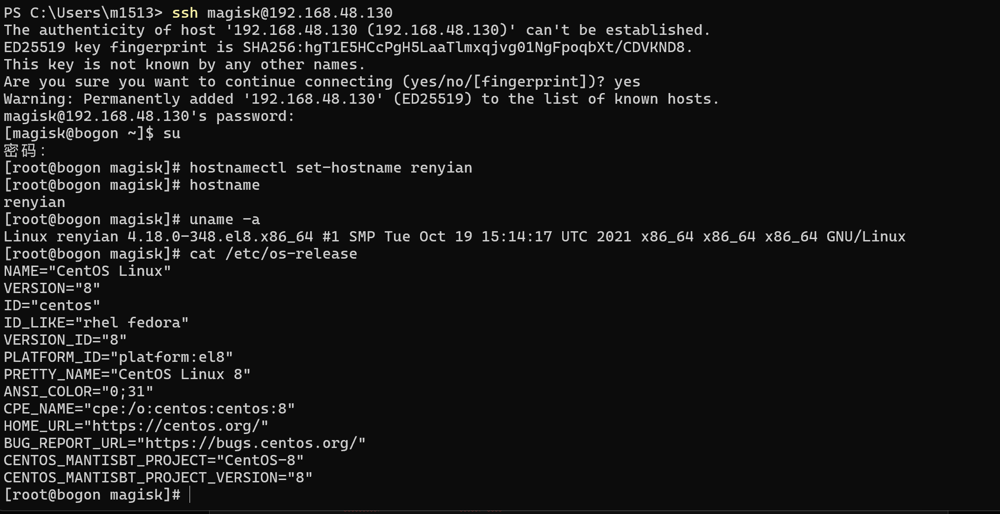 PS C:\Users\m1513> ssh magisk@192.168.48.130
The authenticity of host '192.168.48.130 (192.168.48.130)' can't be established.
ED25519 key fingerprint is SHA256:hgT1E5HCcPgH5LaaTlmxqjvg01NgFpoqbXt/CDVKND8.
This key is not known by any other names.
Are you sure you want to continue connecting (yes/no/[fingerprint])? yes
Warning: Permanently added '192.168.48.130' (ED25519) to the list of known hosts.
magisk@192.168.48.130's password:
[magisk@bogon ~]$ su
密码：
[root@bogon magisk]# hostnamectl set-hostname renyian
[root@bogon magisk]# hostname
renyian
[root@bogon magisk]# uname -a
Linux renyian 4.18.0-348.el8.x86_64 #1 SMP Tue Oct 19 15:14:17 UTC 2021 x86_64 x86_64 x86_64 GNU/Linux
[root@bogon magisk]# cat /etc/os-release
NAME="CentOS Linux"
VERSION="8"
ID="centos"
ID_LIKE="rhel fedora"
VERSION_ID="8"
PLATFORM_ID="platform:el8"
PRETTY_NAME="CentOS Linux 8"
ANSI_COLOR="0;31"
CPE_NAME="cpe:/o:centos:centos:8"
HOME_URL="https://centos.org/"
BUG_REPORT_URL="https://bugs.centos.org/"
CENTOS_MANTISBT_PROJECT="CentOS-8"
CENTOS_MANTISBT_PROJECT_VERSION="8"
[root@bogon magisk]#